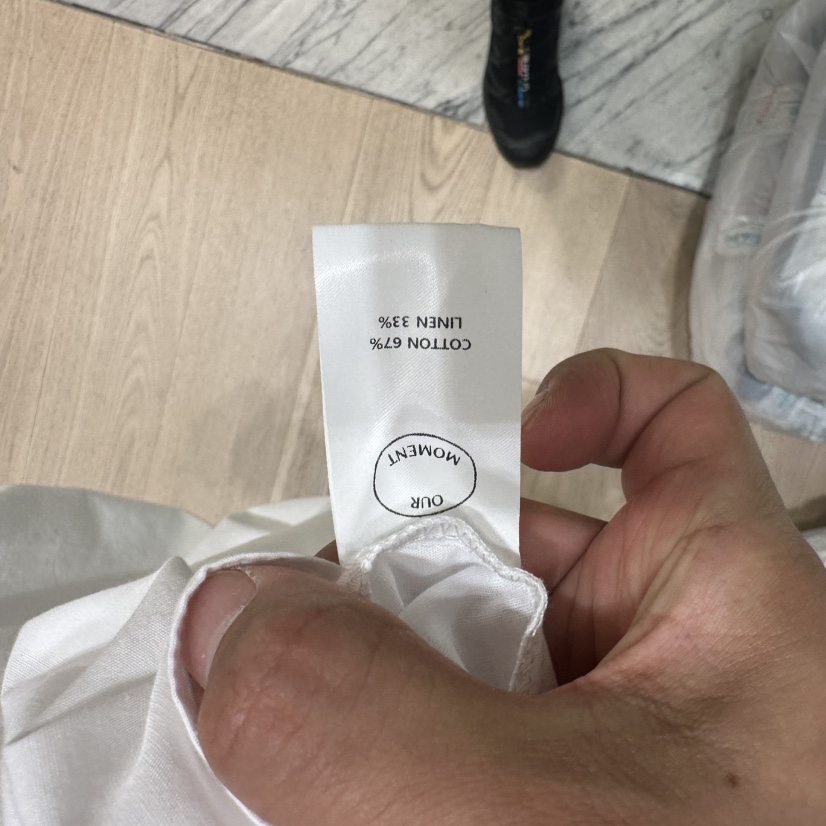 OUR
MOMENT
COTTON 67%
LINEN 33%